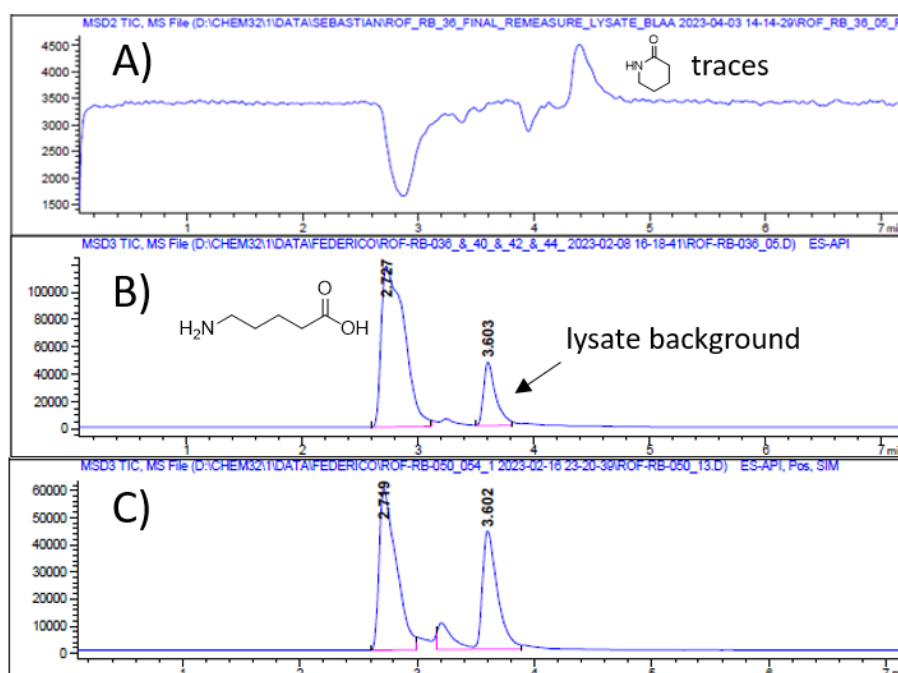 MSD2 TIC, MS File (D:\CHEM32\1\DATA\SEBASTIAN\ROF_RB_36_FINAL_REMEASURE_LYSATE_BLAA 2023-04-03 14-14-29\ROF_RB_36_05_F
A)
O
HN
traces
4500
4000
3500
3000
2500
2000
1500
1 2 3 4 5 6 7 mi
MSD3 TIC, MS File (D:\CHEM32\1\DATA\FEDERICO\ROF-RB-036_&_40_&_42_&_44_ 2023-02-08 16-18-41\ROF-RB-036_05.D) ES-API
B)
2.727
3.603
O
H2N
OH
lysate background
100000
80000
60000
40000
20000
0
1 2 3 4 5 6 7 mi
MSD3 TIC, MS File (D:\CHEM32\1\DATA\FEDERICO\ROF-RB-050_054_1 2023-02-16 23-20-39\ROF-RB-050_13.D) ES-API, Pos, SIM
C)
2.719
3.602
60000
50000
40000
30000
20000
10000
0
1 2 3 4 5 6 7 mi